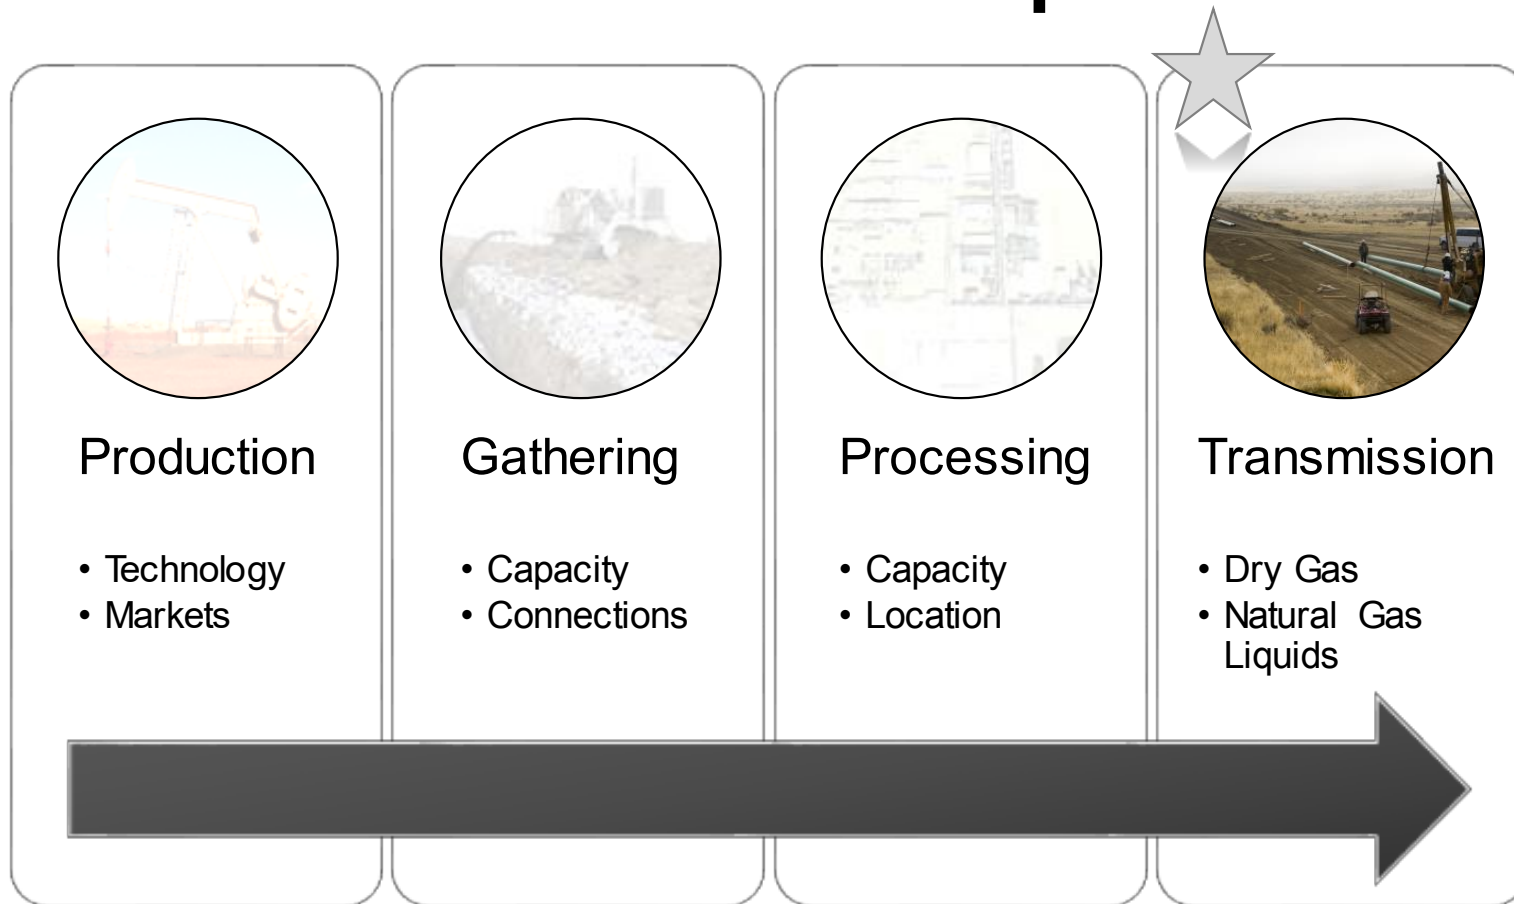 Production
• Technology
• Markets
Gathering
• Capacity
• Connections
Processing
• Capacity
• Location
Transmission
• Dry Gas
• Natural Gas
Liquids